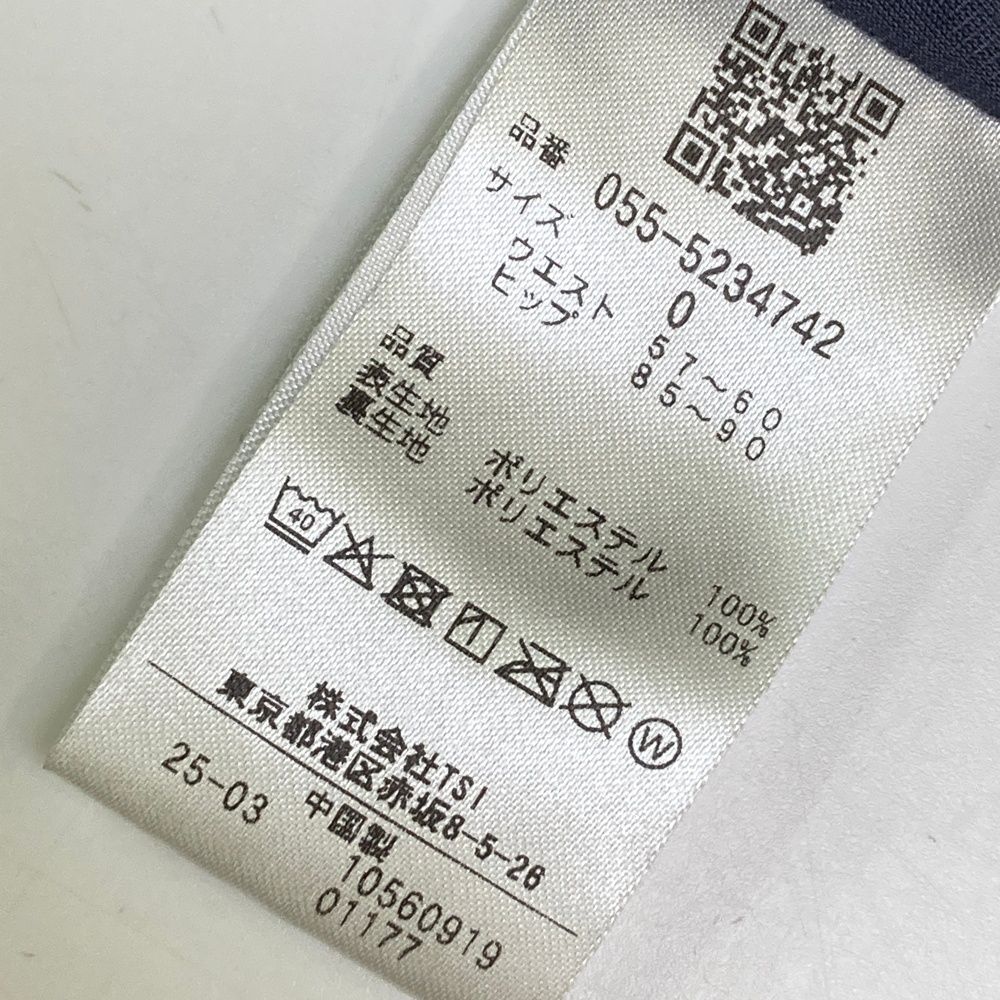 品番 055-5234742
サイズ 0
ウエスト 57～60
ヒップ 85～90
品質
表生地 ポリエステル 100%
裏生地 ポリエステル 100%
40
W
株式会社TSI
東京都港区赤坂8-5-26
25-03 中国製
10560919
01177